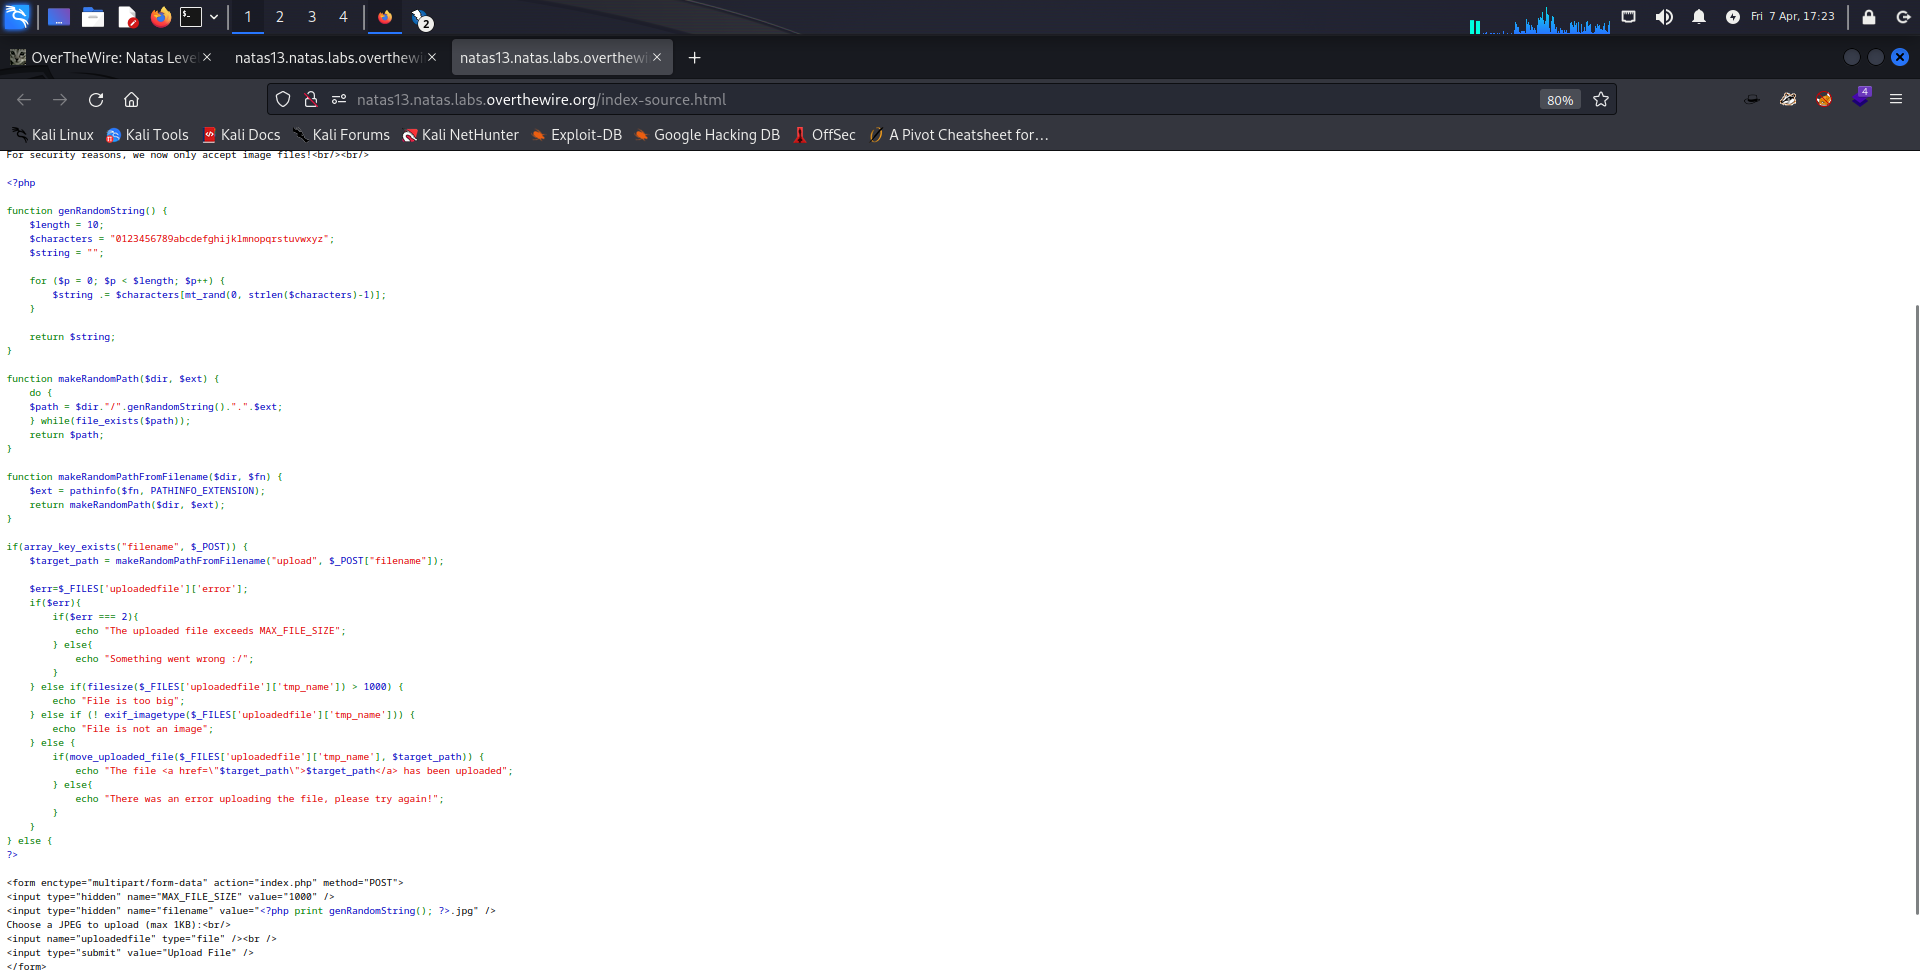 1 2 3 4 2 Fri 7 Apr, 17:23
OverTheWire: Natas Leve natas13.natas.labs.overthewi natas13.natas.labs.overthewi
natas13.natas.labs.overthewire.org/index-source.html 80% 4
Kali Linux Kali Tools Kali Docs Kali Forums Kali NetHunter Exploit-DB Google Hacking DB OffSec A Pivot Cheatsheet for…
For security reasons, we now only accept image files!<br/><br/>
<?php
function genRandomString() {
$length = 10;
$characters = "0123456789abcdefghijklmnopqrstuvwxyz";
$string = "";
for ($p = 0; $p < $length; $p++) {
$string .= $characters[mt_rand(0, strlen($characters)-1)];
}
return $string;
}
function makeRandomPath($dir, $ext) {
do {
$path = $dir."/".genRandomString().".".$ext;
} while(file_exists($path));
return $path;
}
function makeRandomPathFromFilename($dir, $fn) {
$ext = pathinfo($fn, PATHINFO_EXTENSION);
return makeRandomPath($dir, $ext);
}
if(array_key_exists("filename", $_POST)) {
$target_path = makeRandomPathFromFilename("upload", $_POST["filename"]);
$err=$_FILES['uploadedfile']['error'];
if($err){
if($err === 2){
echo "The uploaded file exceeds MAX_FILE_SIZE";
} else{
echo "Something went wrong :/";
}
} else if(filesize($_FILES['uploadedfile']['tmp_name']) > 1000) {
echo "File is too big";
} else if (! exif_imagetype($_FILES['uploadedfile']['tmp_name'])) {
echo "File is not an image";
} else {
if(move_uploaded_file($_FILES['uploadedfile']['tmp_name'], $target_path)) {
echo "The file <a href=\"$target_path\">$target_path</a> has been uploaded";
} else{
echo "There was an error uploading the file, please try again!";
}
}
} else {
?>
<form enctype="multipart/form-data" action="index.php" method="POST">
<input type="hidden" name="MAX_FILE_SIZE" value="1000" />
<input type="hidden" name="filename" value="<?php print genRandomString(); ?>.jpg" />
Choose a JPEG to upload (max 1KB):<br/>
<input name="uploadedfile" type="file" /><br />
<input type="submit" value="Upload File" />
</form>